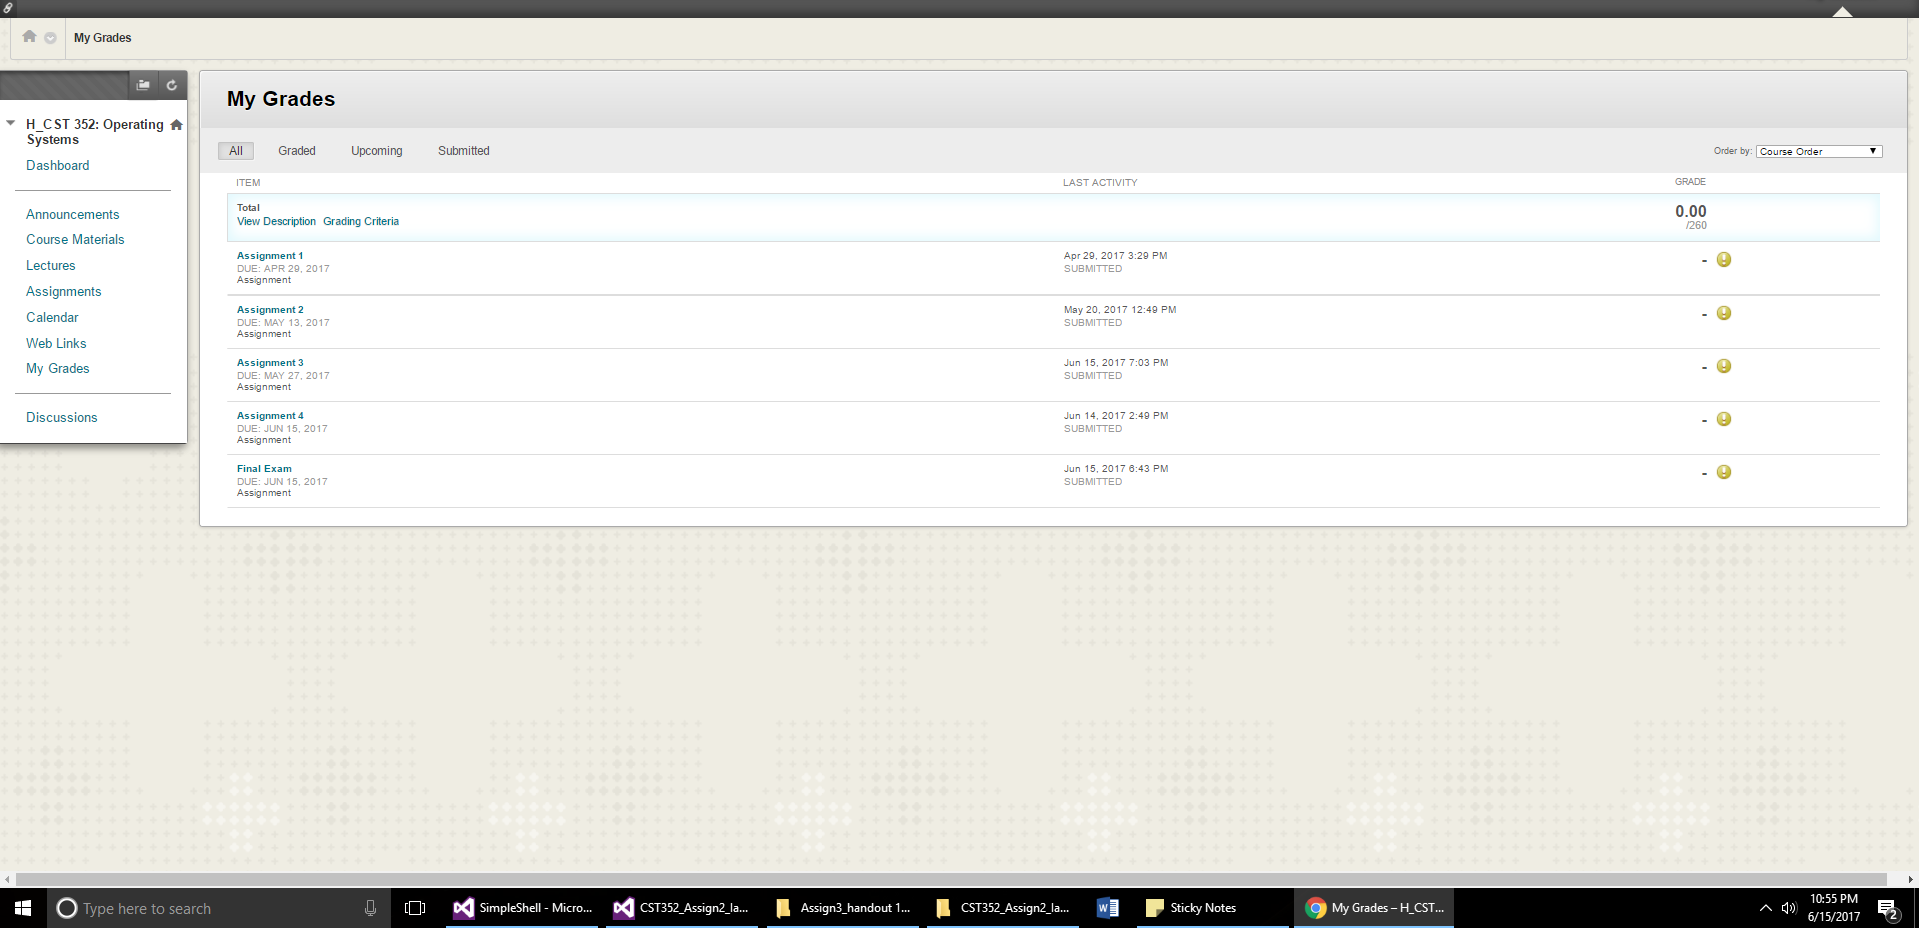 My Grades
H_CST 352: Operating
Systems
Dashboard
Announcements
Course Materials
Lectures
Assignments
Calendar
Web Links
My Grades
Discussions
My Grades
All Graded Upcoming Submitted
Order by: Course Order
ITEM LAST ACTIVITY GRADE
Total
View Description Grading Criteria
0.00
/260
Assignment 1
DUE: APR 29, 2017
Assignment
Apr 29, 2017 3:29 PM
SUBMITTED
-
Assignment 2
DUE: MAY 13, 2017
Assignment
May 20, 2017 12:49 PM
SUBMITTED
-
Assignment 3
DUE: MAY 27, 2017
Assignment
Jun 15, 2017 7:03 PM
SUBMITTED
-
Assignment 4
DUE: JUN 15, 2017
Assignment
Jun 14, 2017 2:49 PM
SUBMITTED
-
Final Exam
DUE: JUN 15, 2017
Assignment
Jun 15, 2017 6:43 PM
SUBMITTED
-
Type here to search
SimpleShell - Micro...
CST352_Assign2_la...
Assign3_handout 1...
CST352_Assign2_la...
Sticky Notes
My Grades – H_CST...
10:55 PM
6/15/2017
2